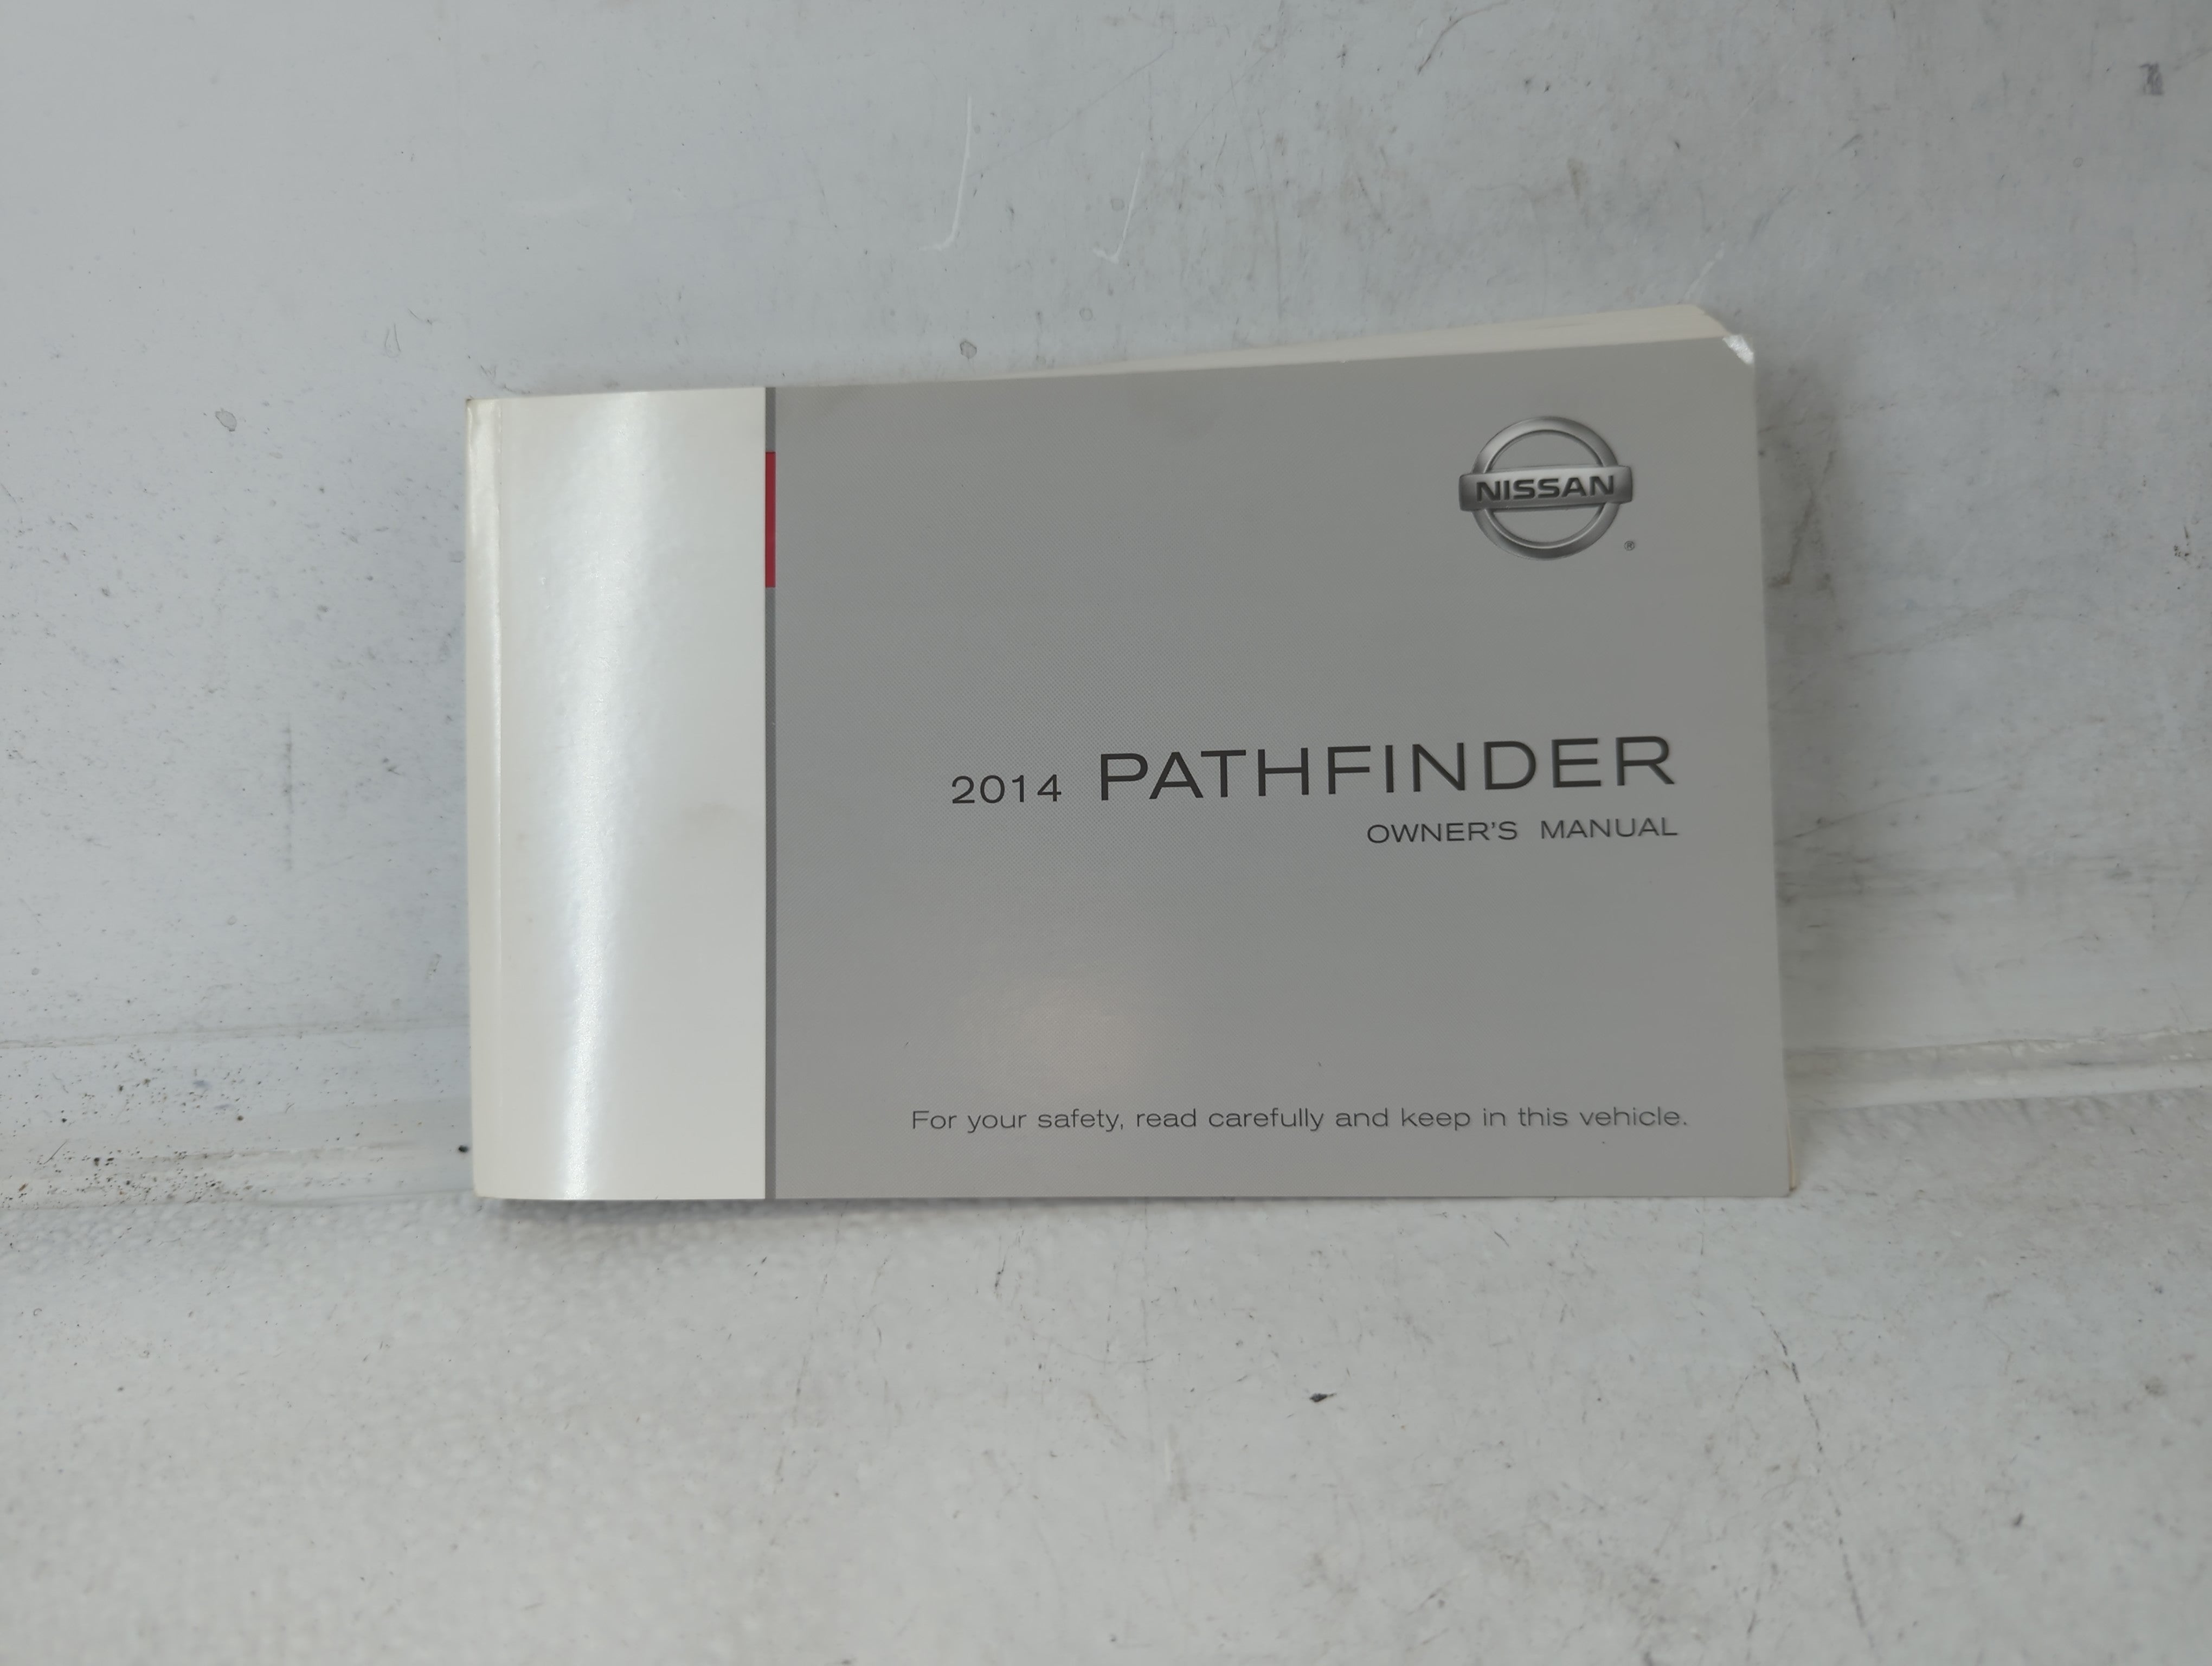 NISSAN
®
2014 PATHFINDER
OWNER'S MANUAL
For your safety, read carefully and keep in this vehicle.